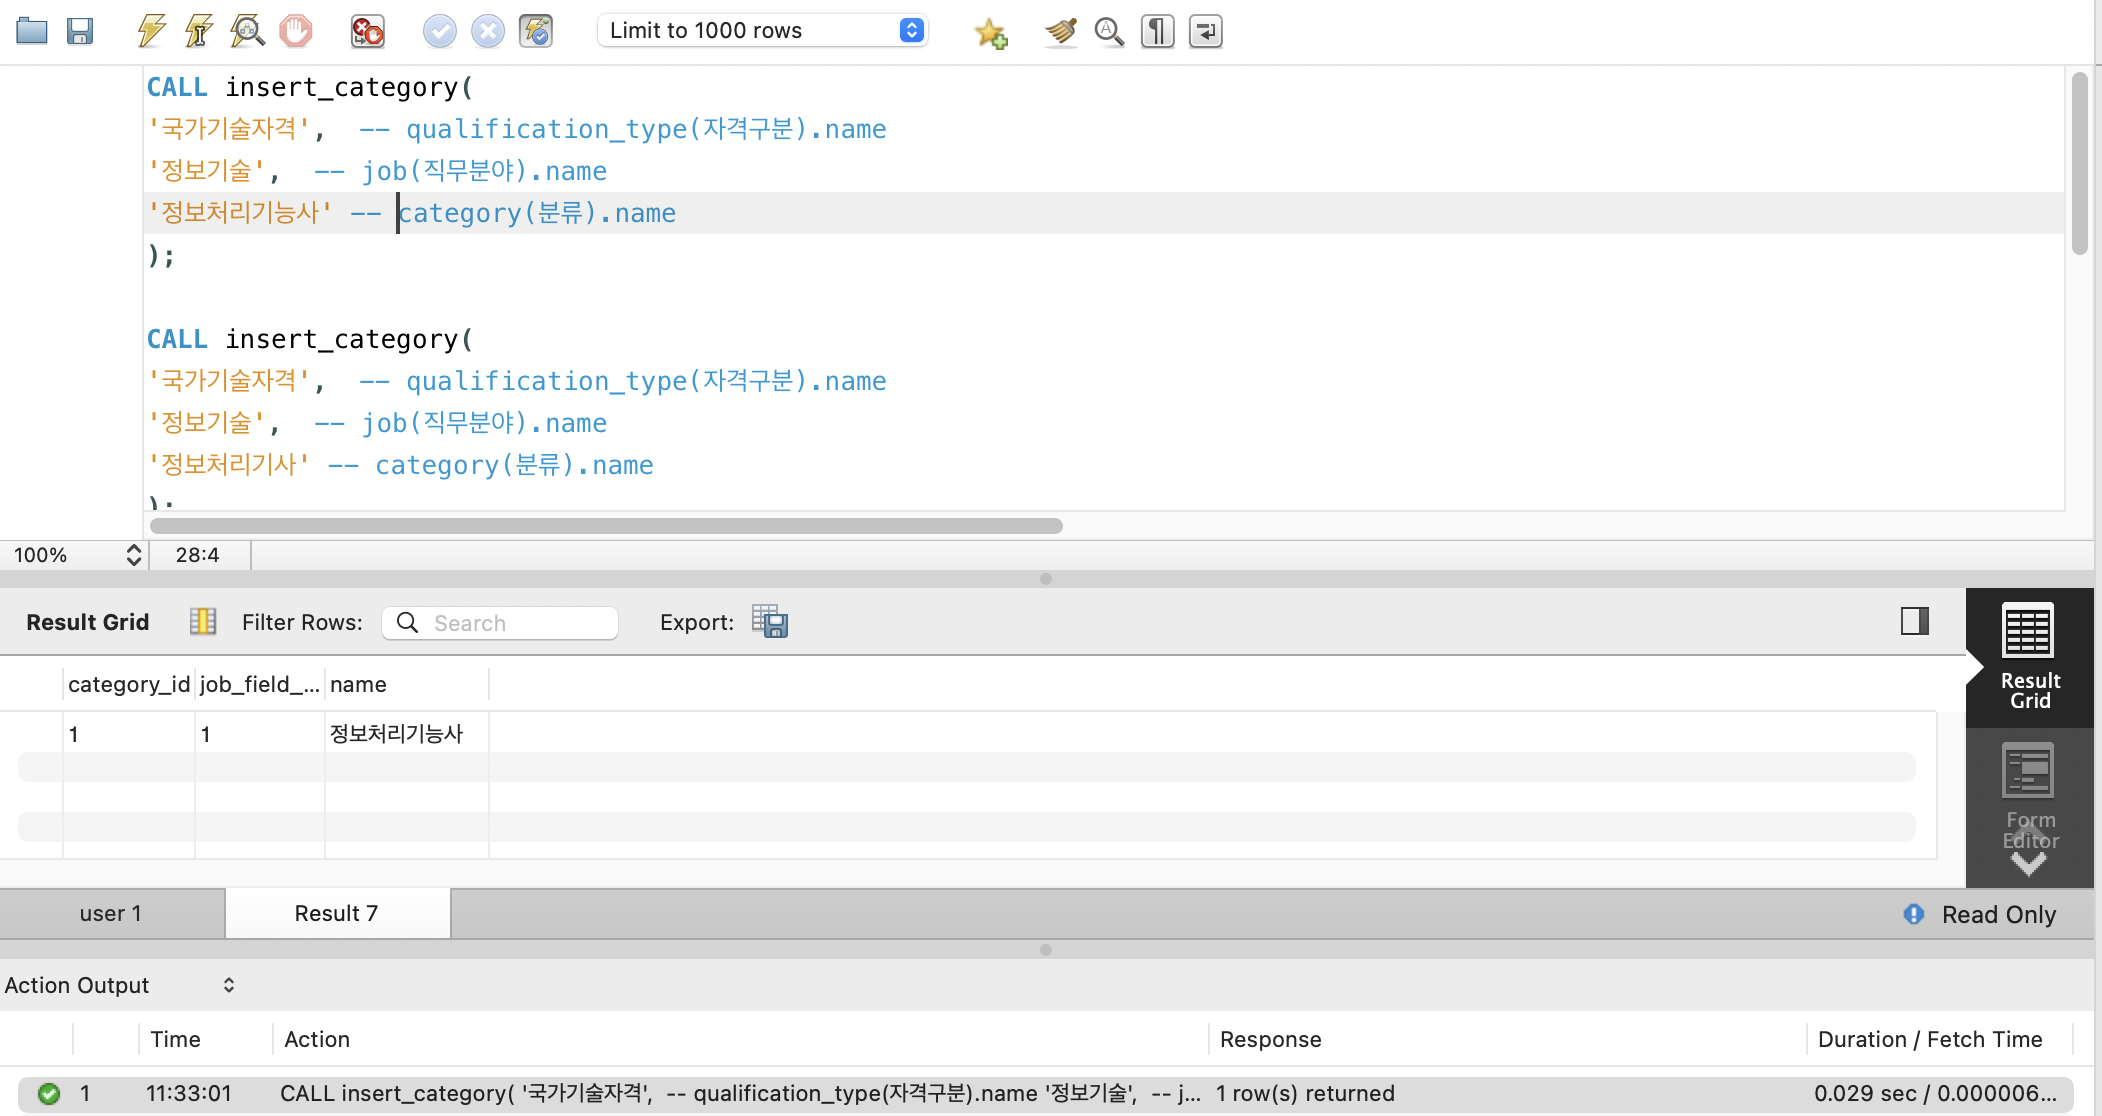 Limit to 1000 rows
CALL insert_category(
'국가기술자격',  -- qualification_type(자격구분).name
'정보기술',  -- job(직무분야).name
'정보처리기능사' -- category(분류).name
);
CALL insert_category(
'국가기술자격',  -- qualification_type(자격구분).name
'정보기술',  -- job(직무분야).name
'정보처리기사' -- category(분류).name
);
100% 28:4
Result Grid Filter Rows: Search Export:
Result
Grid
category_id job_field_... name
1 1 정보처리기능사
Form
Editor
user 1 Result 7 Read Only
Action Output
Time Action Response Duration / Fetch Time
1 11:33:01 CALL insert_category( '국가기술자격',  -- qualification_type(자격구분).name '정보기술',  -- j... 1 row(s) returned 0.029 sec / 0.000006...